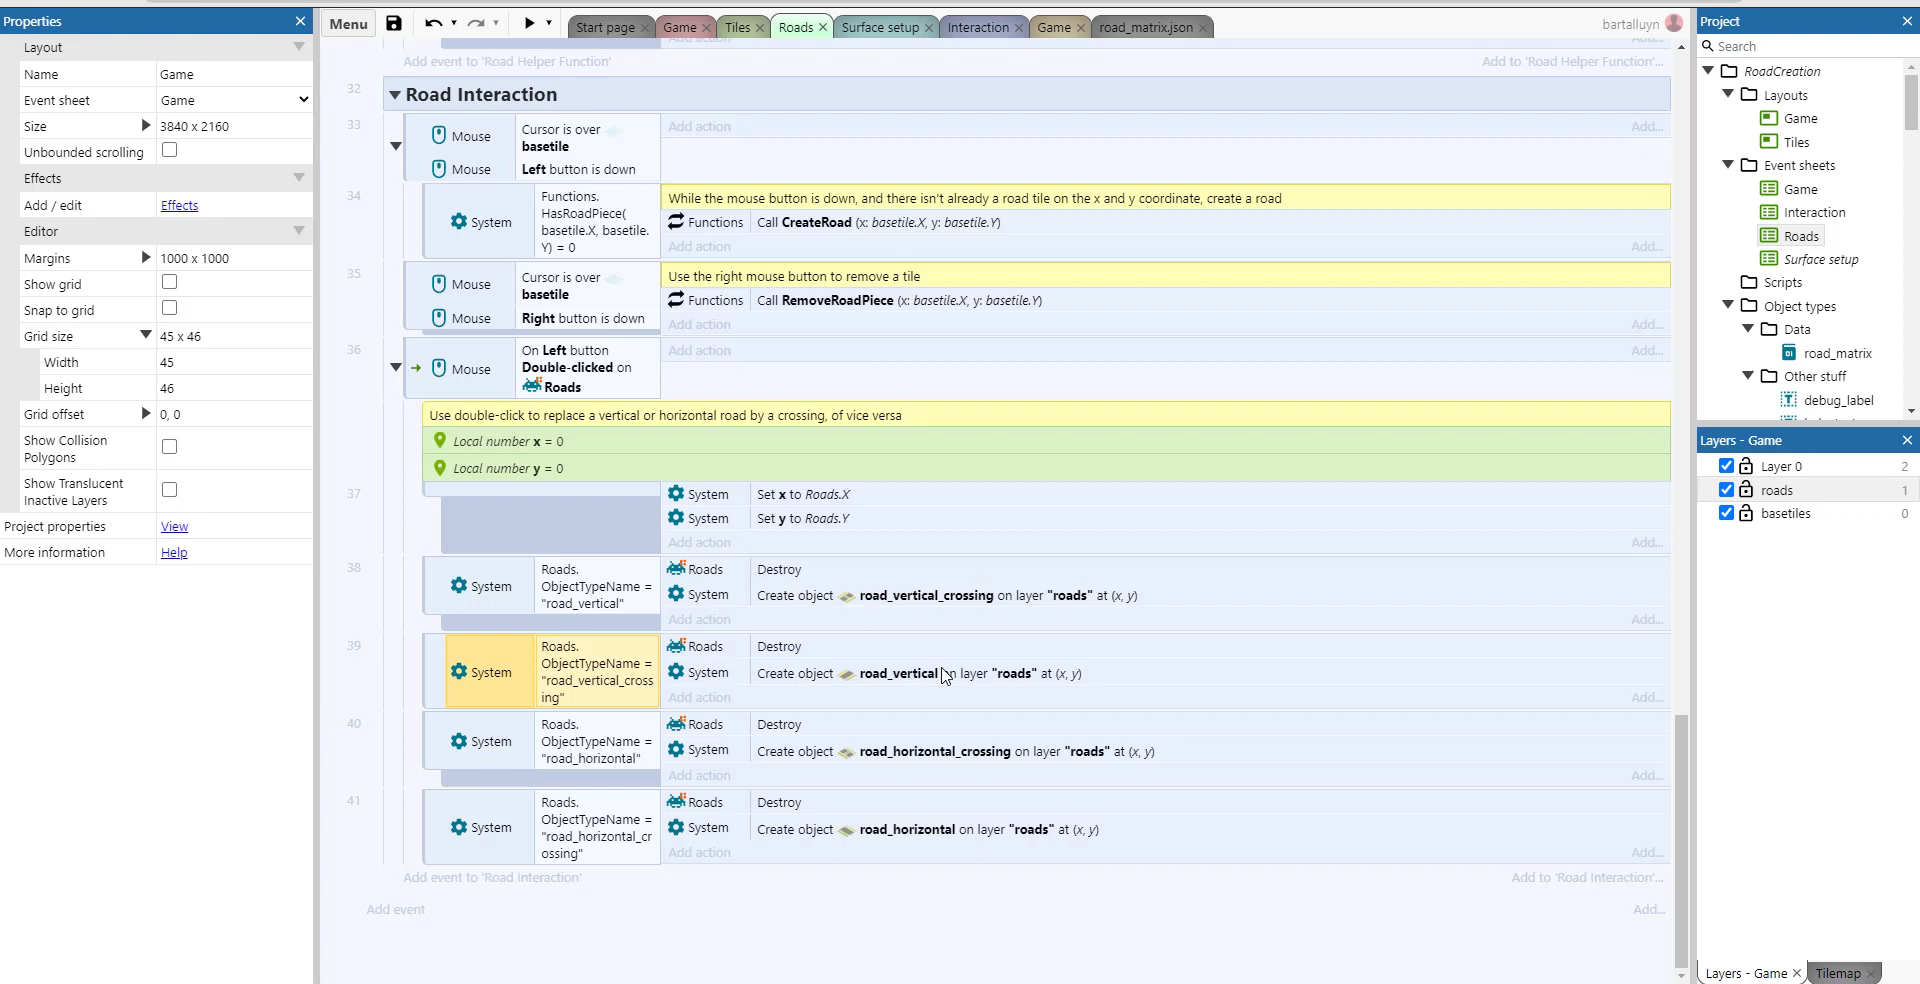 Properties
Layout
Name Game
Event sheet Game
Size 3840 x 2160
Unbounded scrolling
Effects
Add / edit Effects
Editor
Margins 1000 x 1000
Show grid
Snap to grid
Grid size 45 x 46
Width 45
Height 46
Grid offset 0, 0
Show Collision
Polygons
Show Translucent
Inactive Layers
Project properties View
More information Help
Menu
Start page Game Tiles Roads Surface setup Interaction Game road_matrix.json
bartalluyn
Add event to 'Road Helper Function' Add to 'Road Helper Function'...
32 Road Interaction
33
Mouse Cursor is over
basetile
Mouse Left button is down
Add action Add...
34
System
Functions.
HasRoadPiece(
basetile.X, basetile.
Y) = 0
While the mouse button is down, and there isn't already a road tile on the x and y coordinate, create a road
Functions Call CreateRoad (x: basetile.X, y: basetile.Y)
Add action Add...
35
Mouse Cursor is over
basetile
Mouse Right button is down
Use the right mouse button to remove a tile
Functions Call RemoveRoadPiece (x: basetile.X, y: basetile.Y)
Add action Add...
36
Mouse On Left button
Double-clicked on
Roads
Add action Add...
Use double-click to replace a vertical or horizontal road by a crossing, of vice versa
Local number x = 0
Local number y = 0
37
System Set x to Roads.X
System Set y to Roads.Y
Add action Add...
38
System
Roads.
ObjectTypeName =
"road_vertical"
Roads Destroy
System Create object road_vertical_crossing on layer "roads" at (x, y)
Add action Add...
39
System
Roads.
ObjectTypeName =
"road_vertical_cross
ing"
Roads Destroy
System Create object road_vertical on layer "roads" at (x, y)
Add action Add...
40
System
Roads.
ObjectTypeName =
"road_horizontal"
Roads Destroy
System Create object road_horizontal_crossing on layer "roads" at (x, y)
Add action Add...
41
System
Roads.
ObjectTypeName =
"road_horizontal_cr
ossing"
Roads Destroy
System Create object road_horizontal on layer "roads" at (x, y)
Add action Add...
Add event to 'Road Interaction' Add to 'Road Interaction'...
Add event Add...
Project
Search
RoadCreation
Layouts
Game
Tiles
Event sheets
Game
Interaction
Roads
Surface setup
Scripts
Object types
Data
road_matrix
Other stuff
debug_label
Layers - Game
Layer 0 2
roads 1
basetiles 0
Layers - Game Tilemap